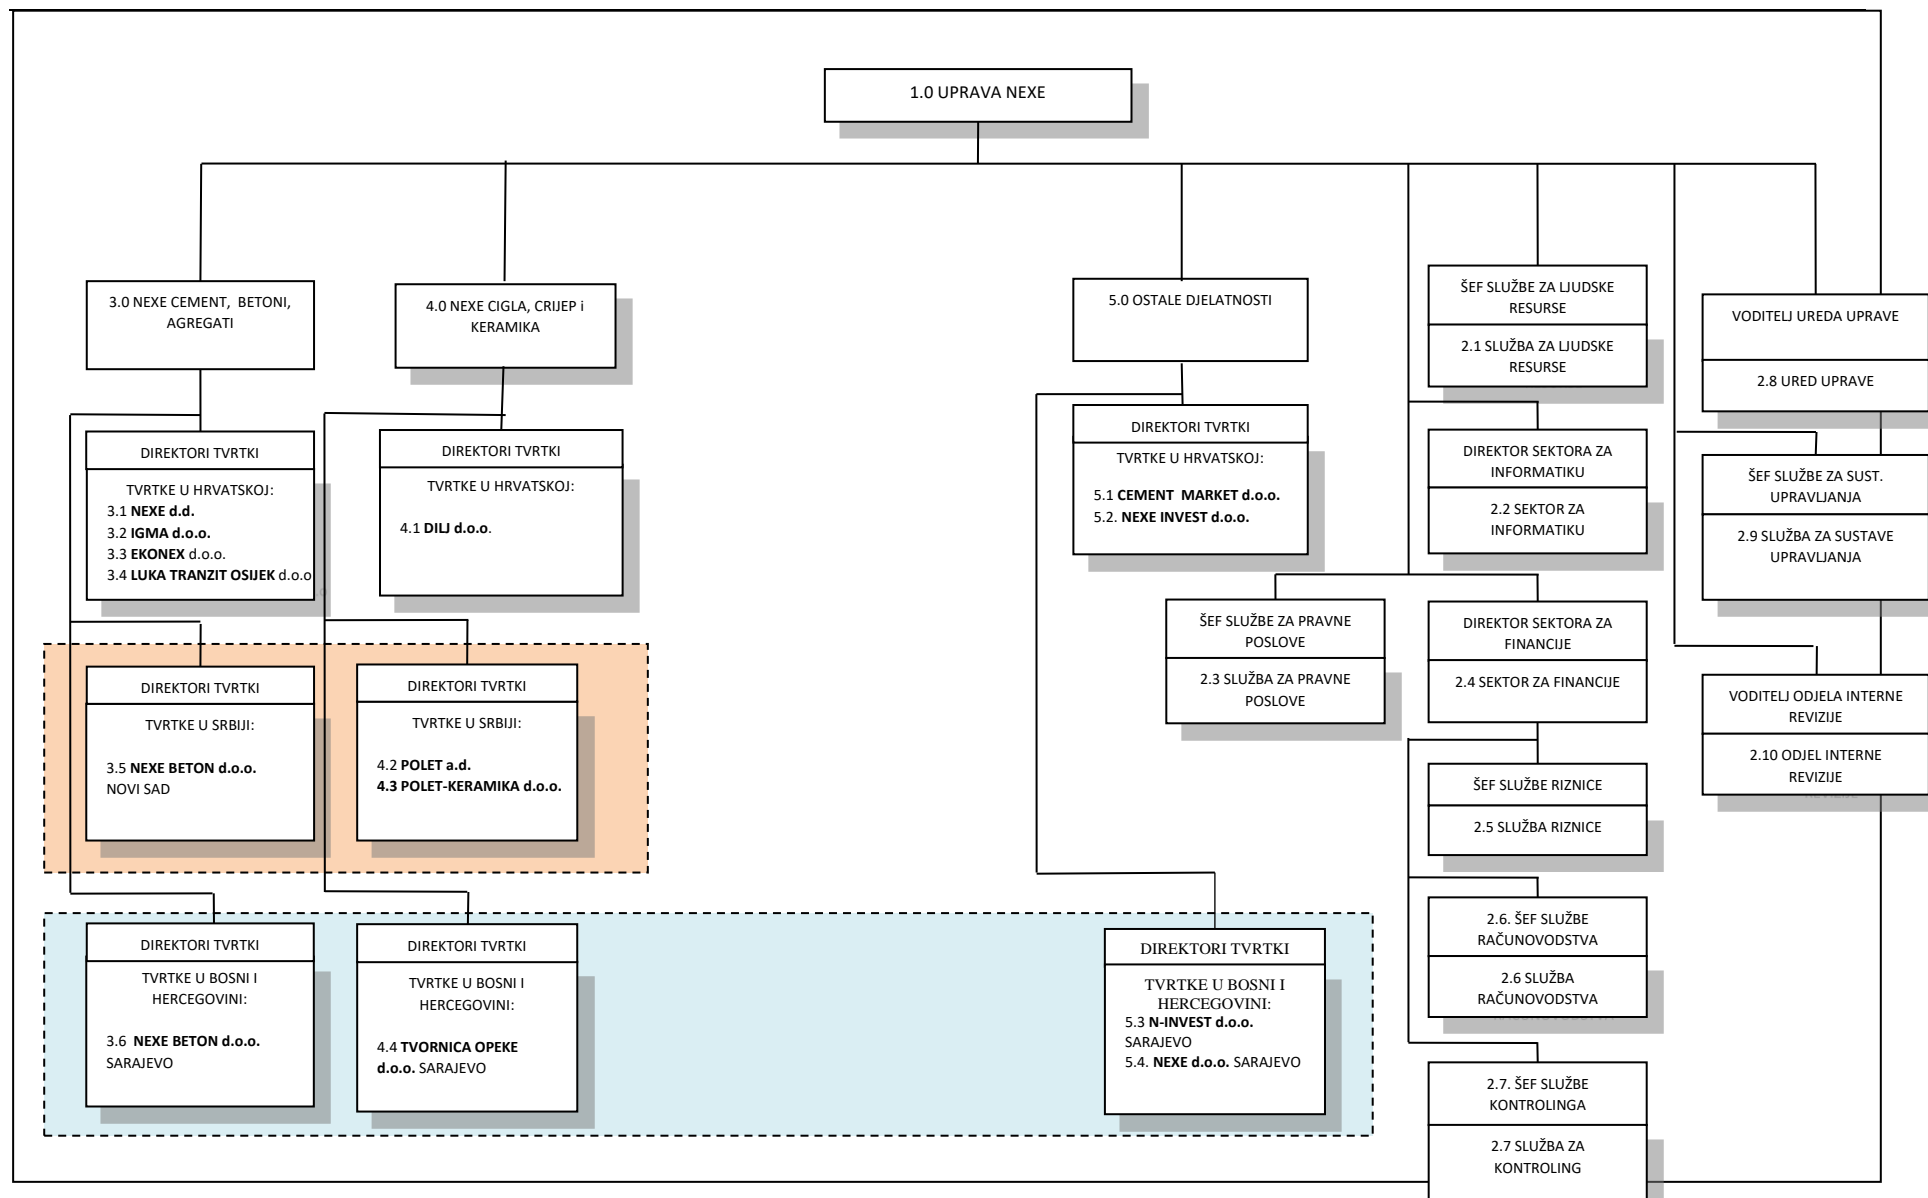 1.0 UPRAVA NEXE
3.0 NEXE CEMENT, BETONI,
AGREGATI
4.0 NEXE CIGLA, CRIJEP i
KERAMIKA
5.0 OSTALE DJELATNOSTI
ŠEF SLUŽBE ZA LJUDSKE
RESURSE
2.1 SLUŽBA ZA LJUDSKE
RESURSE
VODITELJ UREDA UPRAVE
2.8 URED UPRAVE
DIREKTORI TVRTKI
TVRTKE U HRVATSKOJ:
3.1 NEXE d.d.
3.2 IGMA d.o.o.
3.3 EKONEX d.o.o.
3.4 LUKA TRANZIT OSIJEK d.o.o
DIREKTORI TVRTKI
TVRTKE U HRVATSKOJ:
4.1 DILJ d.o.o.
DIREKTORI TVRTKI
TVRTKE U HRVATSKOJ:
5.1 CEMENT MARKET d.o.o.
5.2. NEXE INVEST d.o.o.
DIREKTOR SEKTORA ZA
INFORMATIKU
2.2 SEKTOR ZA
INFORMATIKU
ŠEF SLUŽBE ZA SUST.
UPRAVLJANJA
2.9 SLUŽBA ZA SUSTAVE
UPRAVLJANJA
ŠEF SLUŽBE ZA PRAVNE
POSLOVE
2.3 SLUŽBA ZA PRAVNE
POSLOVE
DIREKTOR SEKTORA ZA
FINANCIJE
2.4 SEKTOR ZA FINANCIJE
VODITELJ ODJELA INTERNE
REVIZIJE
2.10 ODJEL INTERNE
REVIZIJE
DIREKTORI TVRTKI
TVRTKE U SRBIJI:
3.5 NEXE BETON d.o.o.
NOVI SAD
DIREKTORI TVRTKI
TVRTKE U SRBIJI:
4.2 POLET a.d.
4.3 POLET-KERAMIKA d.o.o.
ŠEF SLUŽBE RIZNICE
2.5 SLUŽBA RIZNICE
DIREKTORI TVRTKI
TVRTKE U BOSNI I
HERCEGOVINI:
3.6 NEXE BETON d.o.o.
SARAJEVO
DIREKTORI TVRTKI
TVRTKE U BOSNI I
HERCEGOVINI:
4.4 TVORNICA OPEKE
d.o.o. SARAJEVO
DIREKTORI TVRTKI
TVRTKE U BOSNI I
HERCEGOVINI:
5.3 N-INVEST d.o.o.
SARAJEVO
5.4. NEXE d.o.o. SARAJEVO
2.6. ŠEF SLUŽBE
RAČUNOVODSTVA
2.6 SLUŽBA
RAČUNOVODSTVA
2.7. ŠEF SLUŽBE
KONTROLINGA
2.7 SLUŽBA ZA
KONTROLING